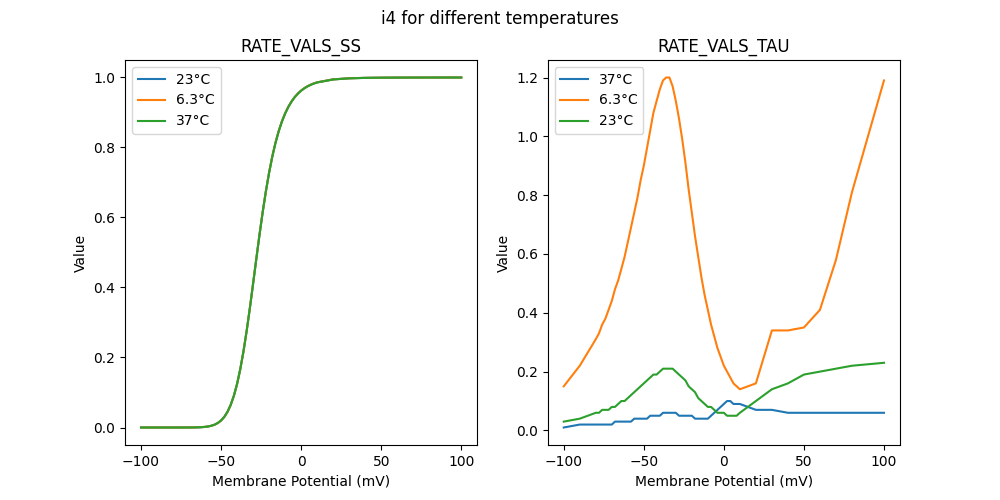 i4 for different temperatures
RATE_VALS_SS
RATE_VALS_TAU
23°C
6.3°C
37°C
37°C
6.3°C
23°C
Value
1.0
0.8
0.6
0.4
0.2
0.0
−100
−50
0
50
100
Membrane Potential (mV)
Value
1.2
1.0
0.8
0.6
0.4
0.2
0.0
−100
−50
0
50
100
Membrane Potential (mV)